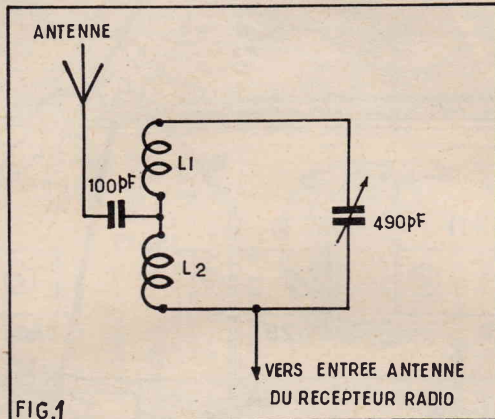 ANTENNE
100pF
L1
490pF
L2
VERS ENTREE ANTENNE
DU RECEPTEUR RADIO
FIG.1